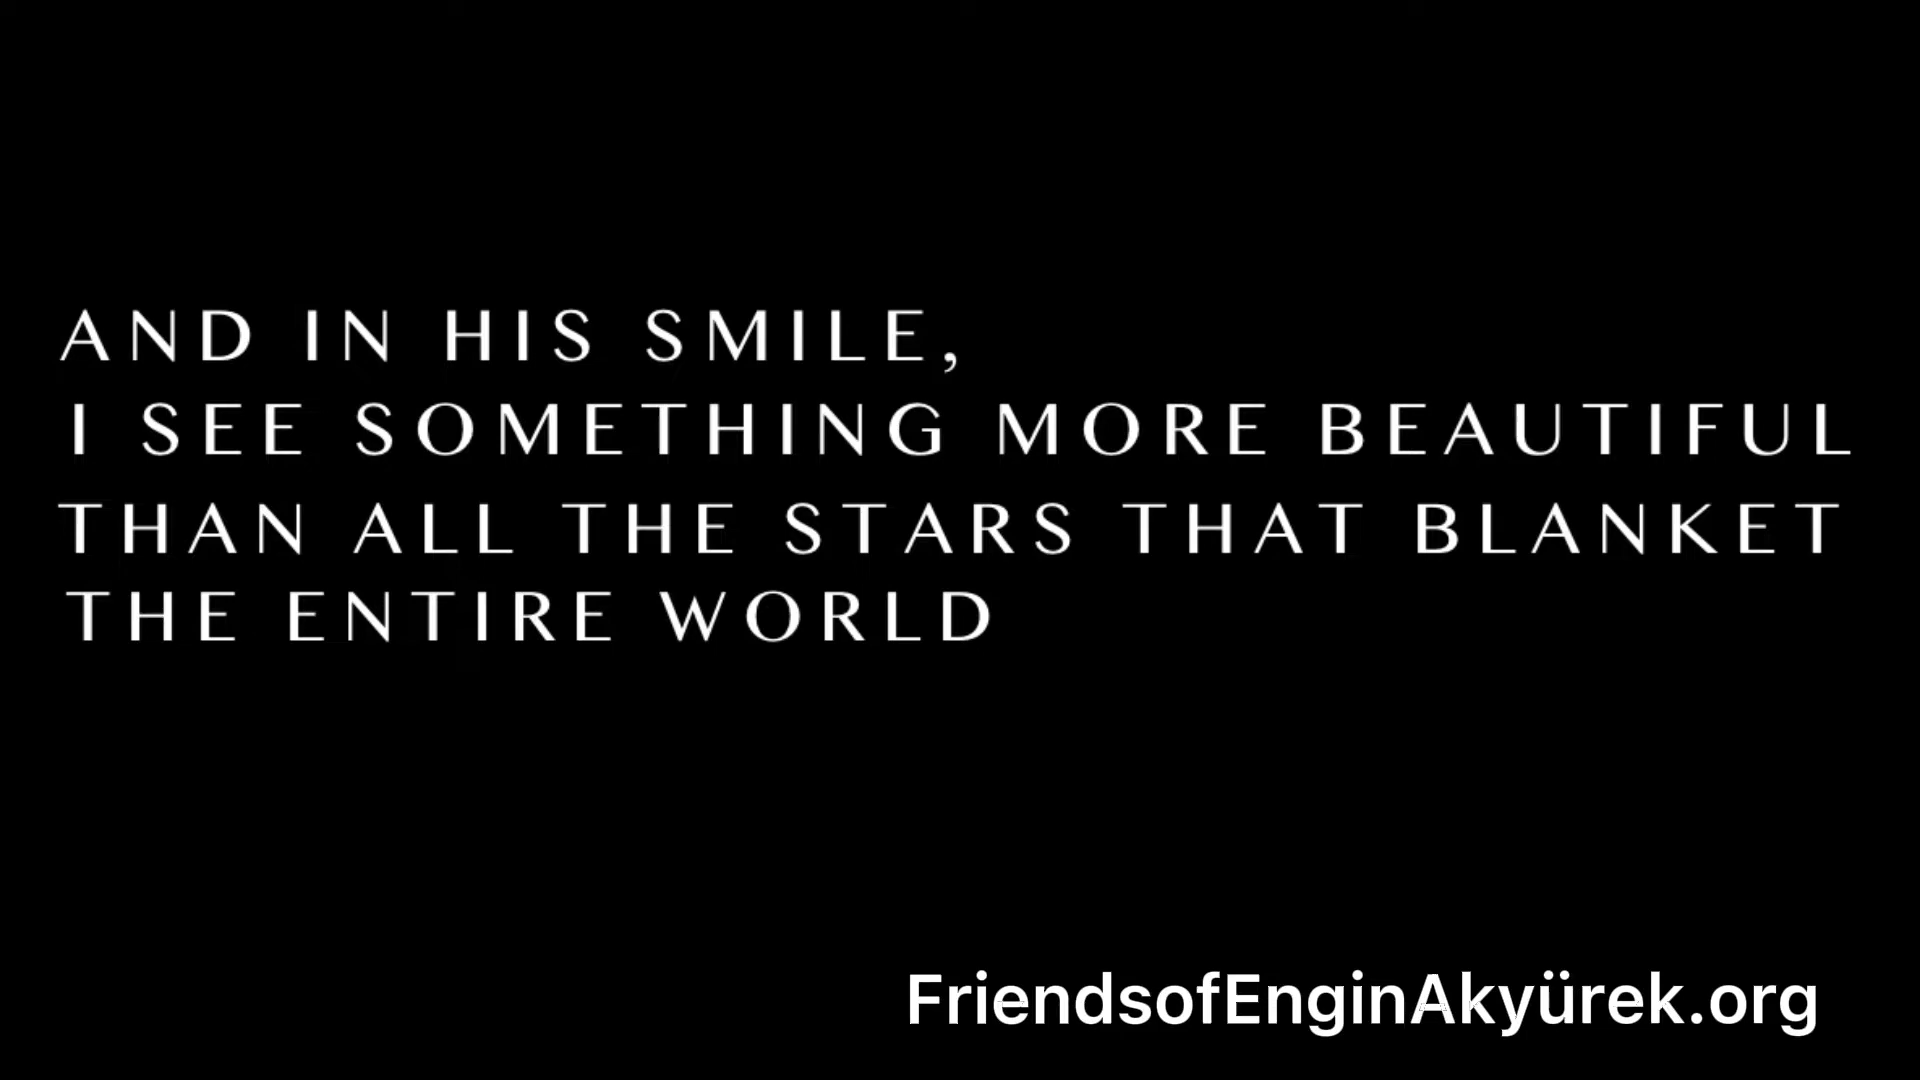 AND IN HIS SMILE,
I SEE SOMETHING MORE BEAUTIFUL
THAN ALL THE STARS THAT BLANKET
THE ENTIRE WORLD
FriendsofEnginAkyürek.org